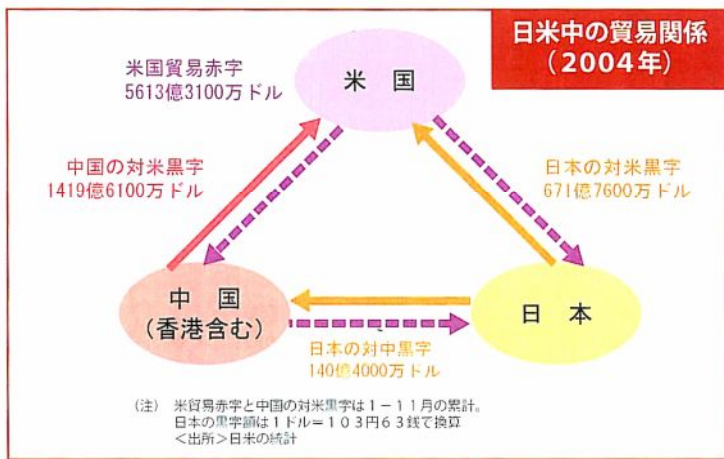 日米中の貿易関係
(2004年)
米国貿易赤字
5613億3100万ドル
米　国
中国の対米黒字
1419億6100万ドル
日本の対米黒字
671億7600万ドル
中　国
(香港含む)
日　本
日本の対中黒字
140億4000万ドル
(注)　米貿易赤字と中国の対米黒字は1－11月の累計。
日本の黒字額は1ドル＝103円63銭で換算
＜出所＞日米の統計